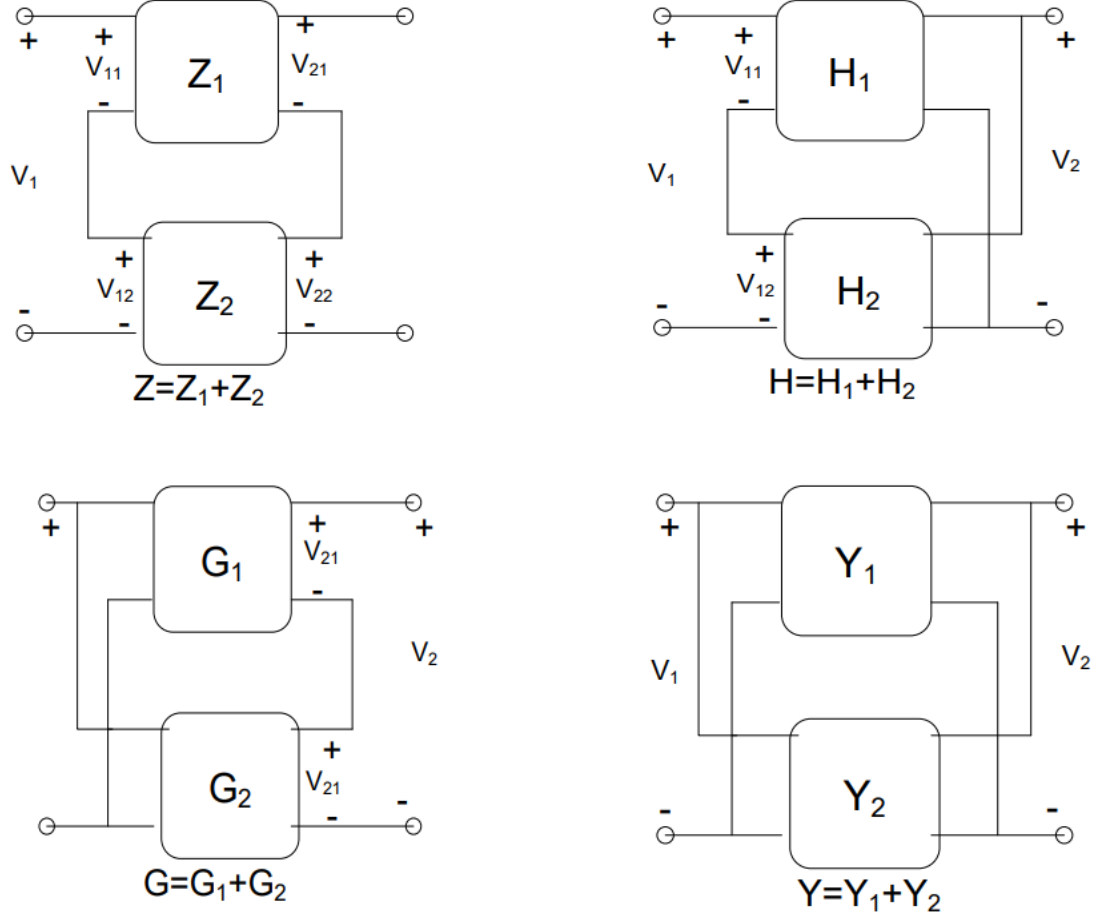 + + +
V₁₁ Z₁ V₂₁
- -
V₁
+ +
V₁₂ Z₂ V₂₂
- - -
Z=Z₁+Z₂
+ + +
V₁₁ H₁
-
V₁ V₂
+
V₁₂ H₂
- - -
H=H₁+H₂
+ + +
G₁ V₂₁
-
V₂
+
G₂ V₂₁
- -
G=G₁+G₂
+ +
Y₁
V₁ V₂
Y₂
- -
Y=Y₁+Y₂